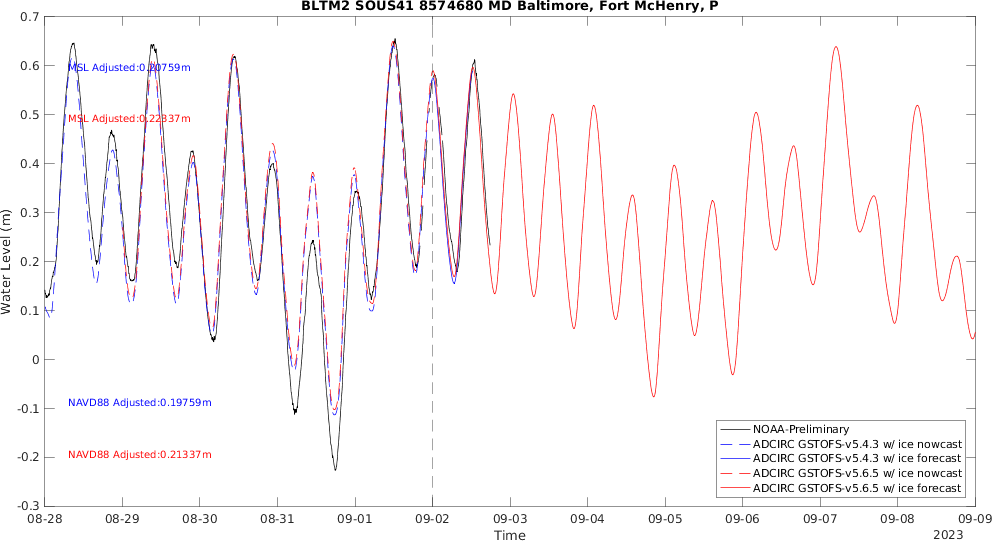 BLTM2 SOUS41 8574680 MD Baltimore, Fort McHenry, P
0.7
0.6
0.5
0.4
0.3
0.2
0.1
0
-0.1
-0.2
-0.3
Water Level (m)
MSL Adjusted:0.20759m
MSL Adjusted:0.22337m
NAVD88 Adjusted:0.19759m
NAVD88 Adjusted:0.21337m
NOAA-Preliminary
ADCIRC GSTOFS-v5.4.3 w/ ice nowcast
ADCIRC GSTOFS-v5.4.3 w/ ice forecast
ADCIRC GSTOFS-v5.6.5 w/ ice nowcast
ADCIRC GSTOFS-v5.6.5 w/ ice forecast
08-28 08-29 08-30 08-31 09-01 09-02 09-03 09-04 09-05 09-06 09-07 09-08 09-09
Time
2023